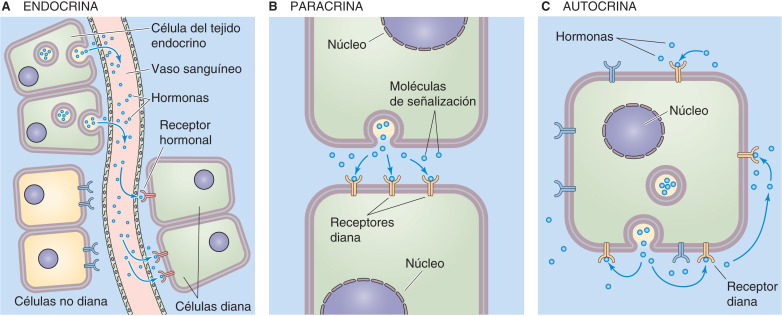 A ENDOCRINA
Célula del tejido
endocrino
Vaso sanguíneo
Hormonas
Receptor
hormonal
Células no diana
Células diana
B PARACRINA
Núcleo
Moléculas
de señalización
Receptores
diana
Núcleo
C AUTOCRINA
Hormonas
Núcleo
Receptor
diana